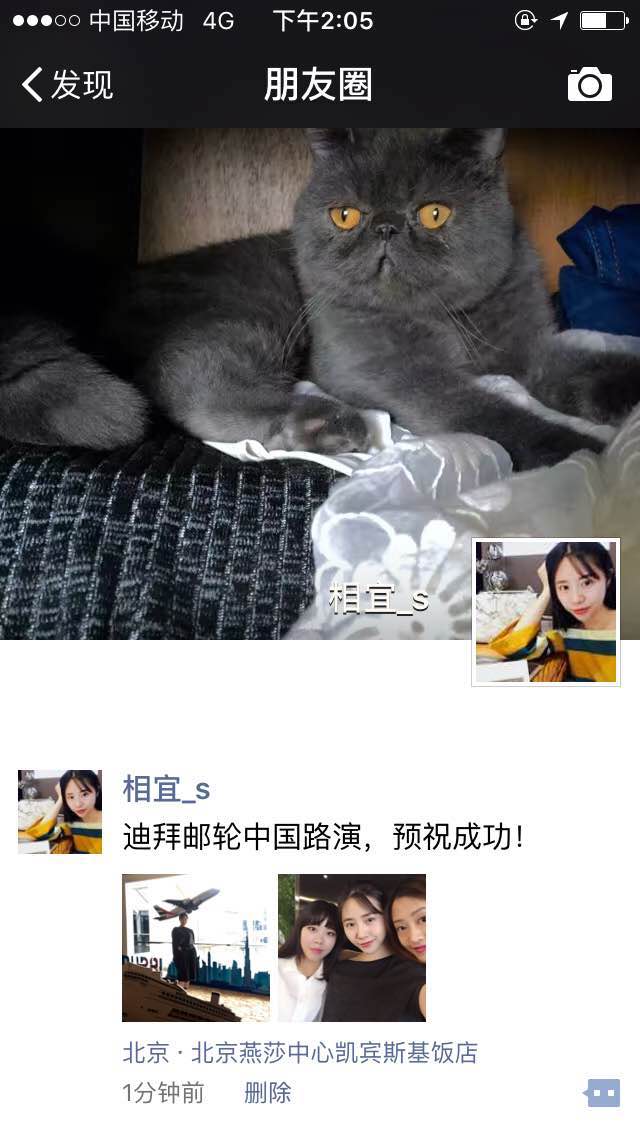 中国移动 4G 下午2:05
发现 朋友圈
相宜_s
相宜_s
迪拜邮轮中国路演，预祝成功！
北京 · 北京燕莎中心凯宾斯基饭店
1分钟前 删除